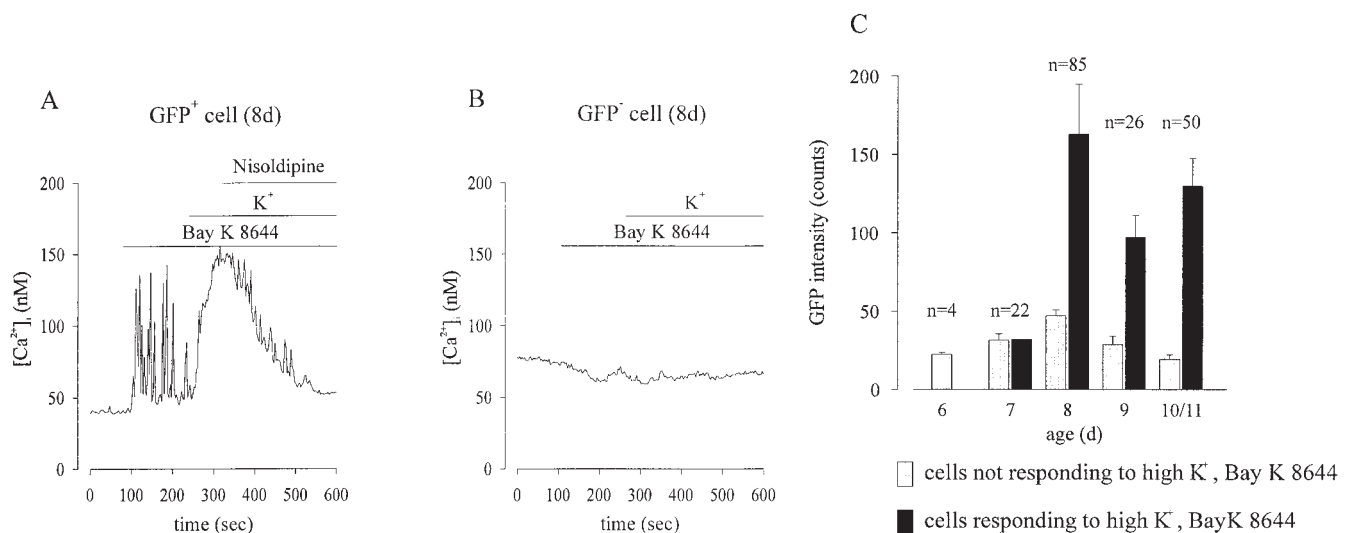 A
GFP⁺ cell (8d)
Nisoldipine
K⁺
Bay K 8644
[Ca²⁺]ᵢ (nM)
200
150
100
50
0
0 100 200 300 400 500 600
time (sec)
B
GFP⁻ cell (8d)
K⁺
Bay K 8644
[Ca²⁺]ᵢ (nM)
200
150
100
50
0
0 100 200 300 400 500 600
time (sec)
C
GFP intensity (counts)
200
150
100
50
0
n=4
n=22
n=85
n=26
n=50
6 7 8 9 10/11
age (d)
cells not responding to high K⁺, Bay K 8644
cells responding to high K⁺, BayK 8644